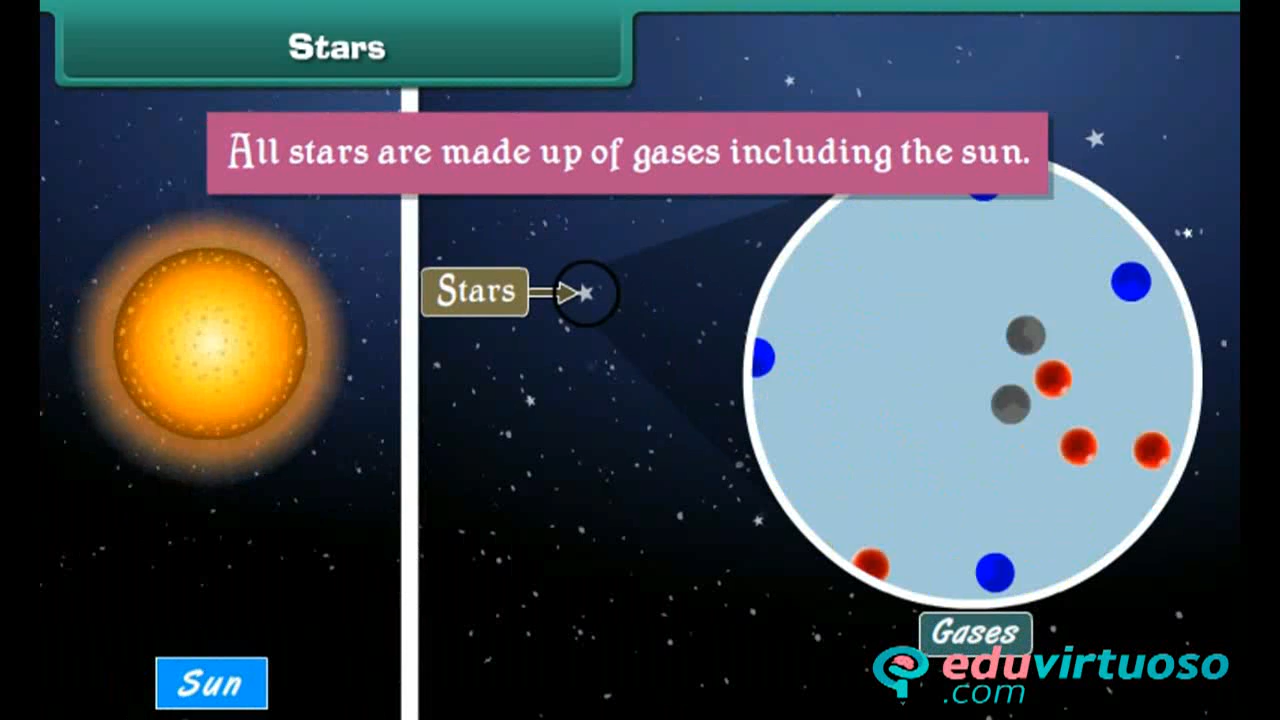 Stars
All stars are made up of gases including the sun.
Stars
Gases
Sun
eduvirtuoso
.com